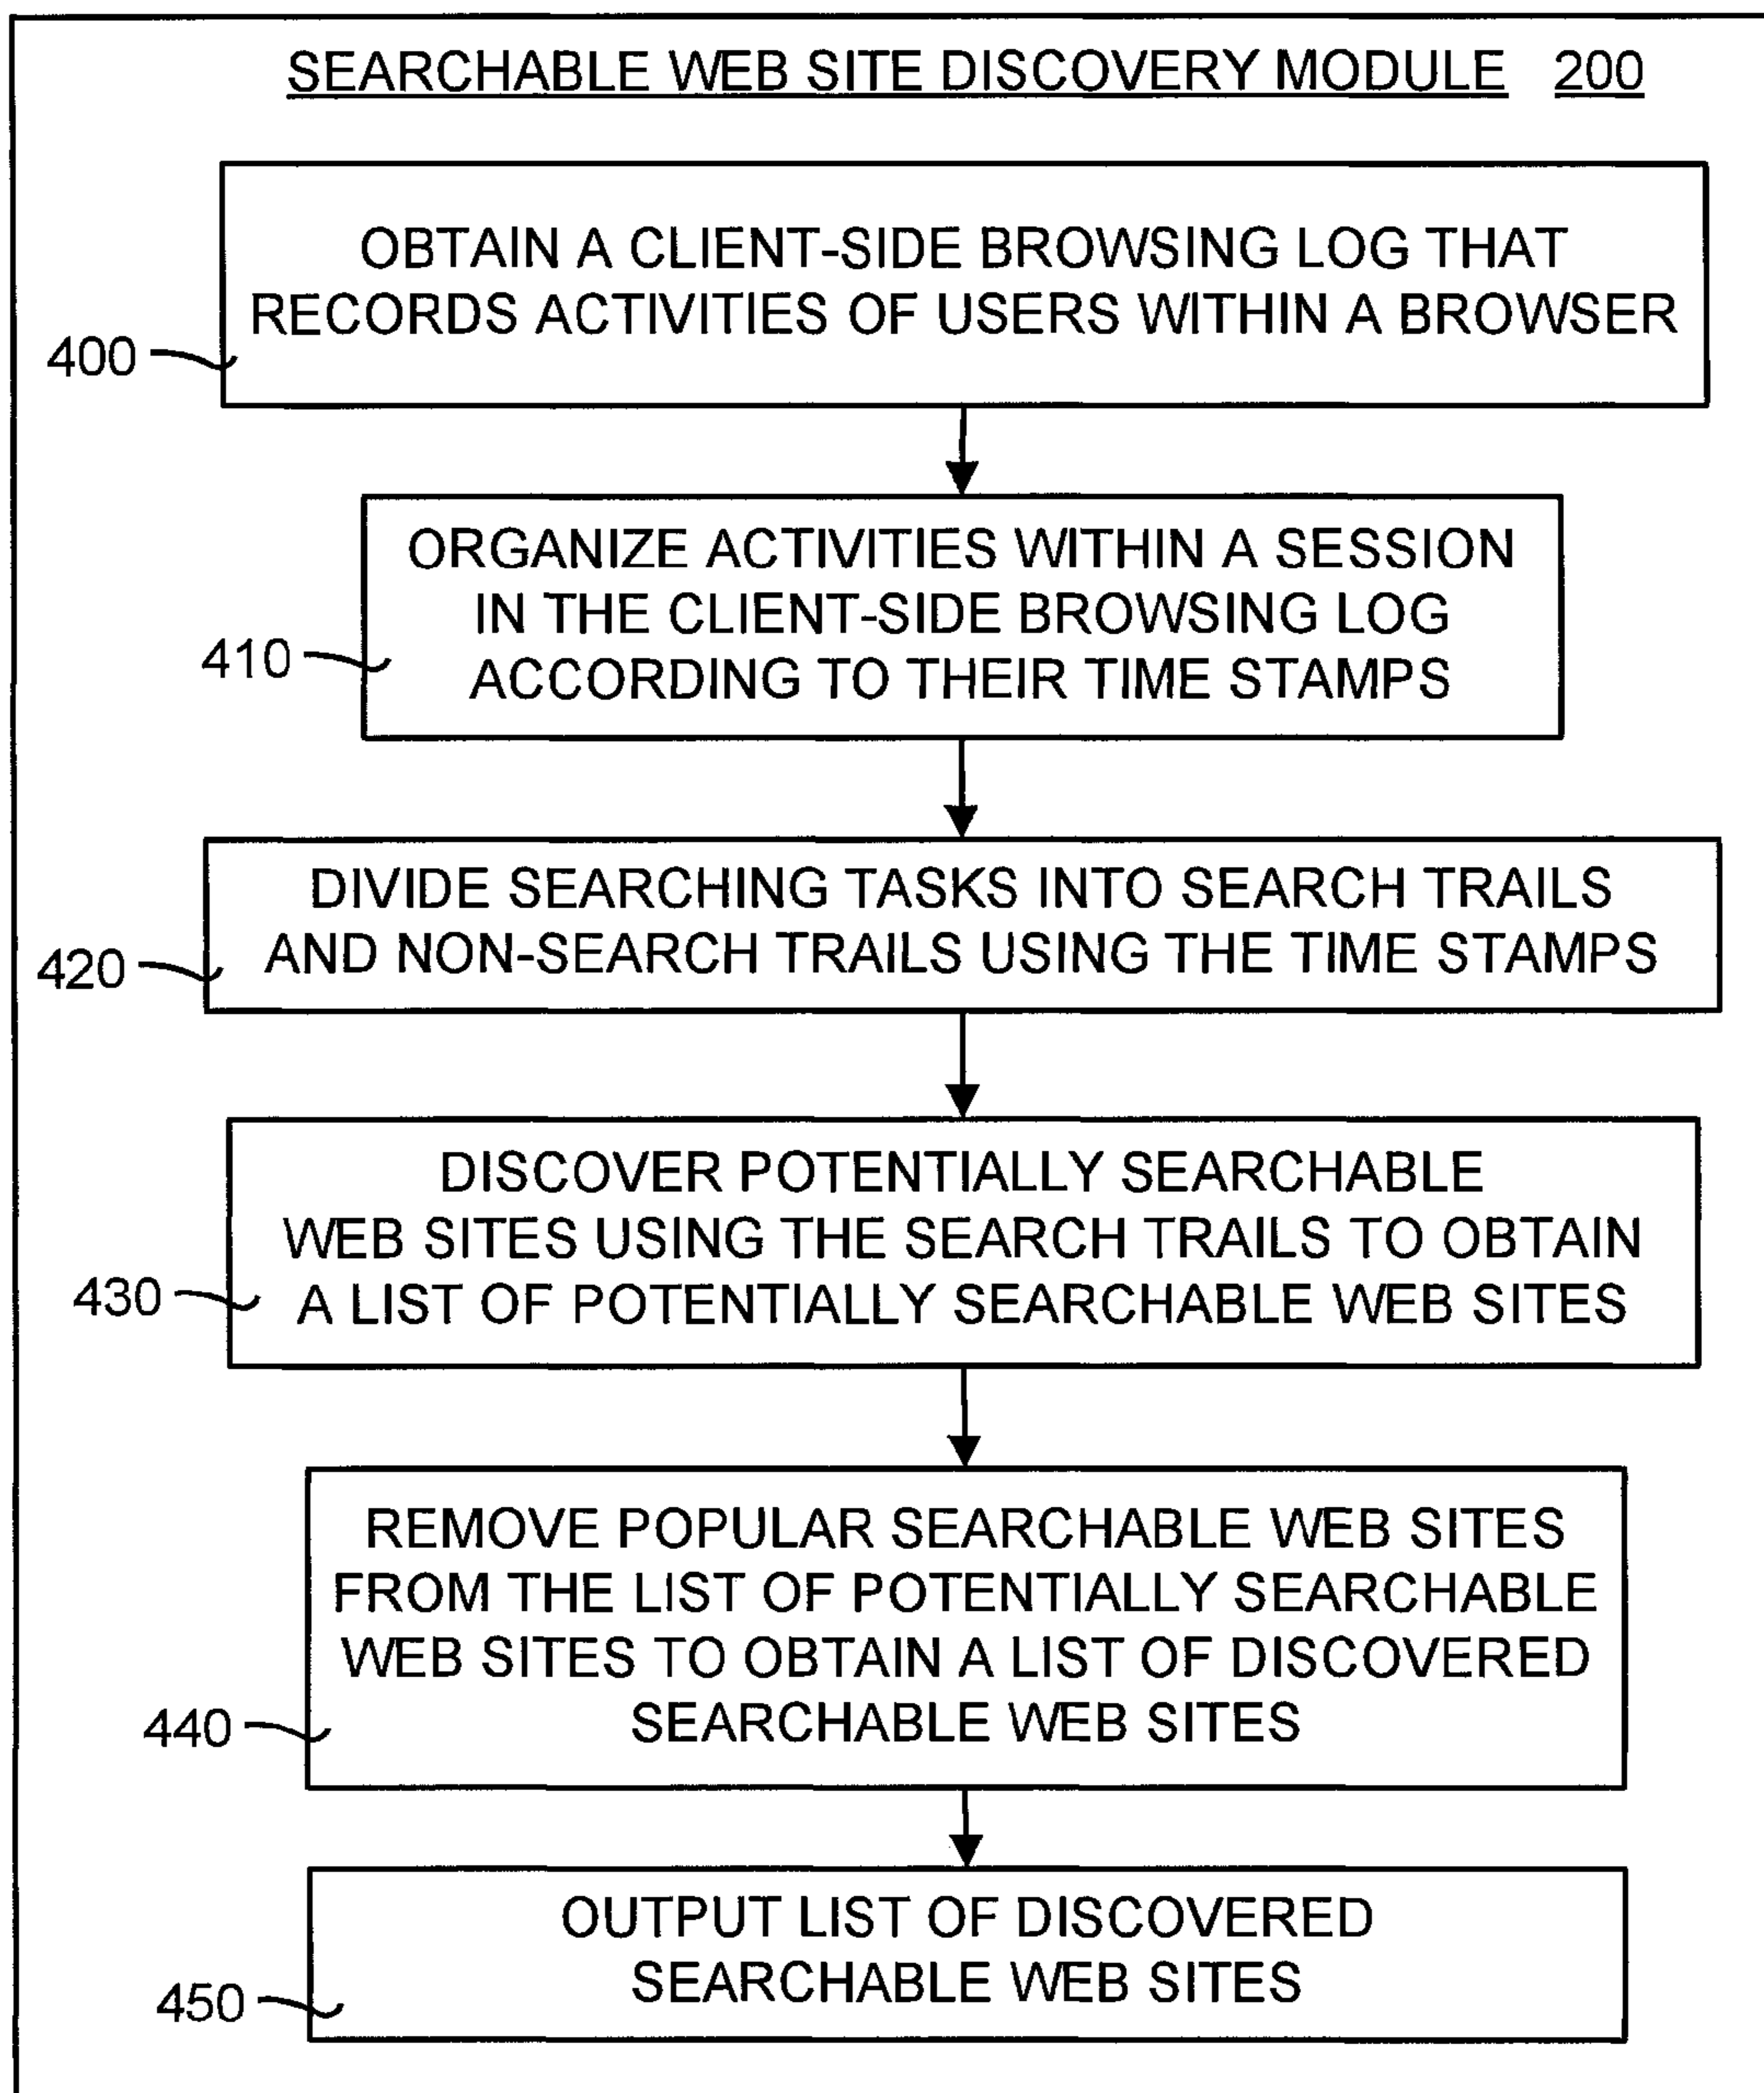 SEARCHABLE WEB SITE DISCOVERY MODULE 200
OBTAIN A CLIENT-SIDE BROWSING LOG THAT
RECORDS ACTIVITIES OF USERS WITHIN A BROWSER
400
ORGANIZE ACTIVITIES WITHIN A SESSION
IN THE CLIENT-SIDE BROWSING LOG
ACCORDING TO THEIR TIME STAMPS
410
DIVIDE SEARCHING TASKS INTO SEARCH TRAILS
AND NON-SEARCH TRAILS USING THE TIME STAMPS
420
DISCOVER POTENTIALLY SEARCHABLE
WEB SITES USING THE SEARCH TRAILS TO OBTAIN
A LIST OF POTENTIALLY SEARCHABLE WEB SITES
430
REMOVE POPULAR SEARCHABLE WEB SITES
FROM THE LIST OF POTENTIALLY SEARCHABLE
WEB SITES TO OBTAIN A LIST OF DISCOVERED
SEARCHABLE WEB SITES
440
OUTPUT LIST OF DISCOVERED
SEARCHABLE WEB SITES
450